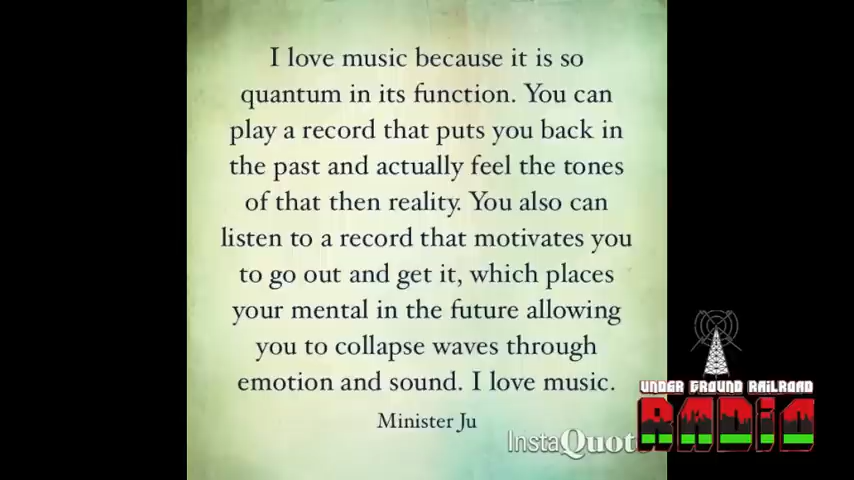 I love music because it is so
quantum in its function. You can
play a record that puts you back in
the past and actually feel the tones
of that then reality. You also can
listen to a record that motivates you
to go out and get it, which places
your mental in the future allowing
you to collapse waves through
emotion and sound. I love music.
Minister Ju
InstaQuot
UNDER GROUND RAILROAD
RADIO